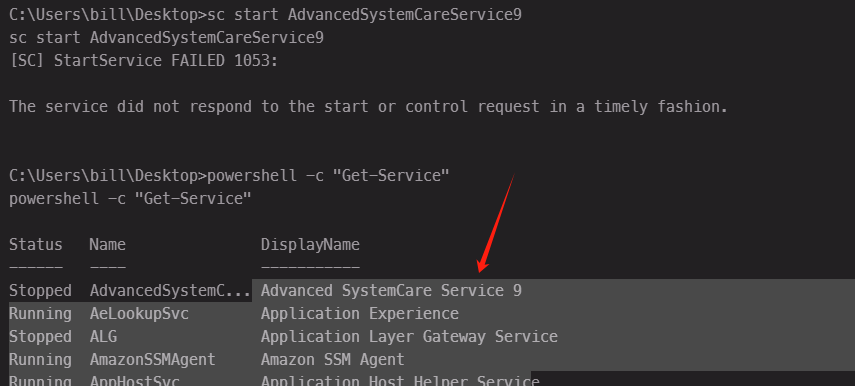 C:\Users\bill\Desktop>sc start AdvancedSystemCareService9
sc start AdvancedSystemCareService9
[SC] StartService FAILED 1053:
The service did not respond to the start or control request in a timely fashion.
C:\Users\bill\Desktop>powershell -c "Get-Service"
powershell -c "Get-Service"
Status   Name               DisplayName
------   ----               -----------
Stopped  AdvancedSystemC... Advanced SystemCare Service 9
Running  AeLookupSvc        Application Experience
Stopped  ALG                Application Layer Gateway Service
Running  AmazonSSMAgent     Amazon SSM Agent
Running  AppHostSvc         Application Host Helper Service